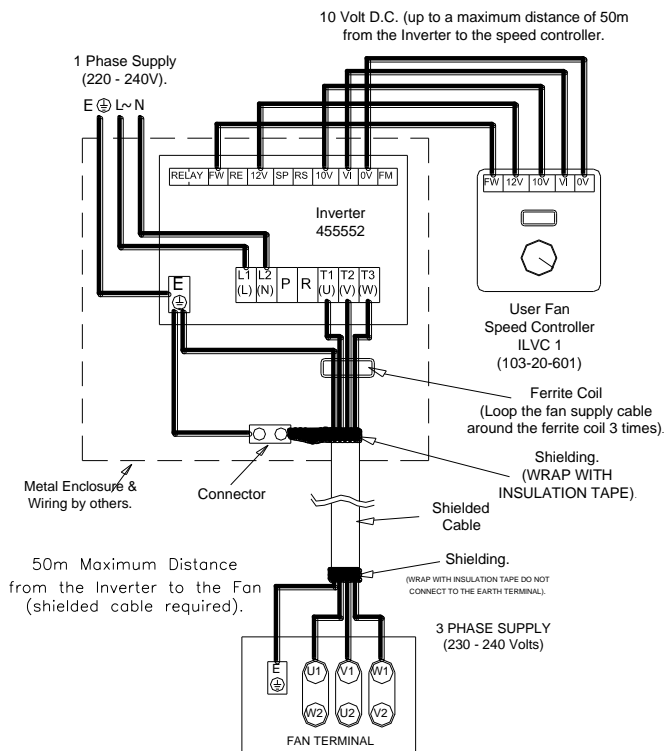 10 Volt D.C. (up to a maximum distance of 50m
from the Inverter to the speed controller.
1 Phase Supply
(220 - 240V).
E L~ N
RELAY FW RE 12V SP RS 10V VI 0V FM
FW 12V 10V VI 0V
Inverter
455552
L1 L2 P R T1 T2 T3
(L) (N) (U) (V) (W)
E
User Fan
Speed Controller
ILVC 1
(103-20-601)
Ferrite Coil
(Loop the fan supply cable
around the ferrite coil 3 times).
Shielding.
(WRAP WITH
INSULATION TAPE).
Metal Enclosure &
Wiring by others.
Connector
Shielded
Cable
50m Maximum Distance
from the Inverter to the Fan
(shielded cable required).
Shielding.
(WRAP WITH INSULATION TAPE DO NOT
CONNECT TO THE EARTH TERMINAL).
3 PHASE SUPPLY
(230 - 240 Volts)
E U1 V1 W1
W2 U2 V2
FAN TERMINAL